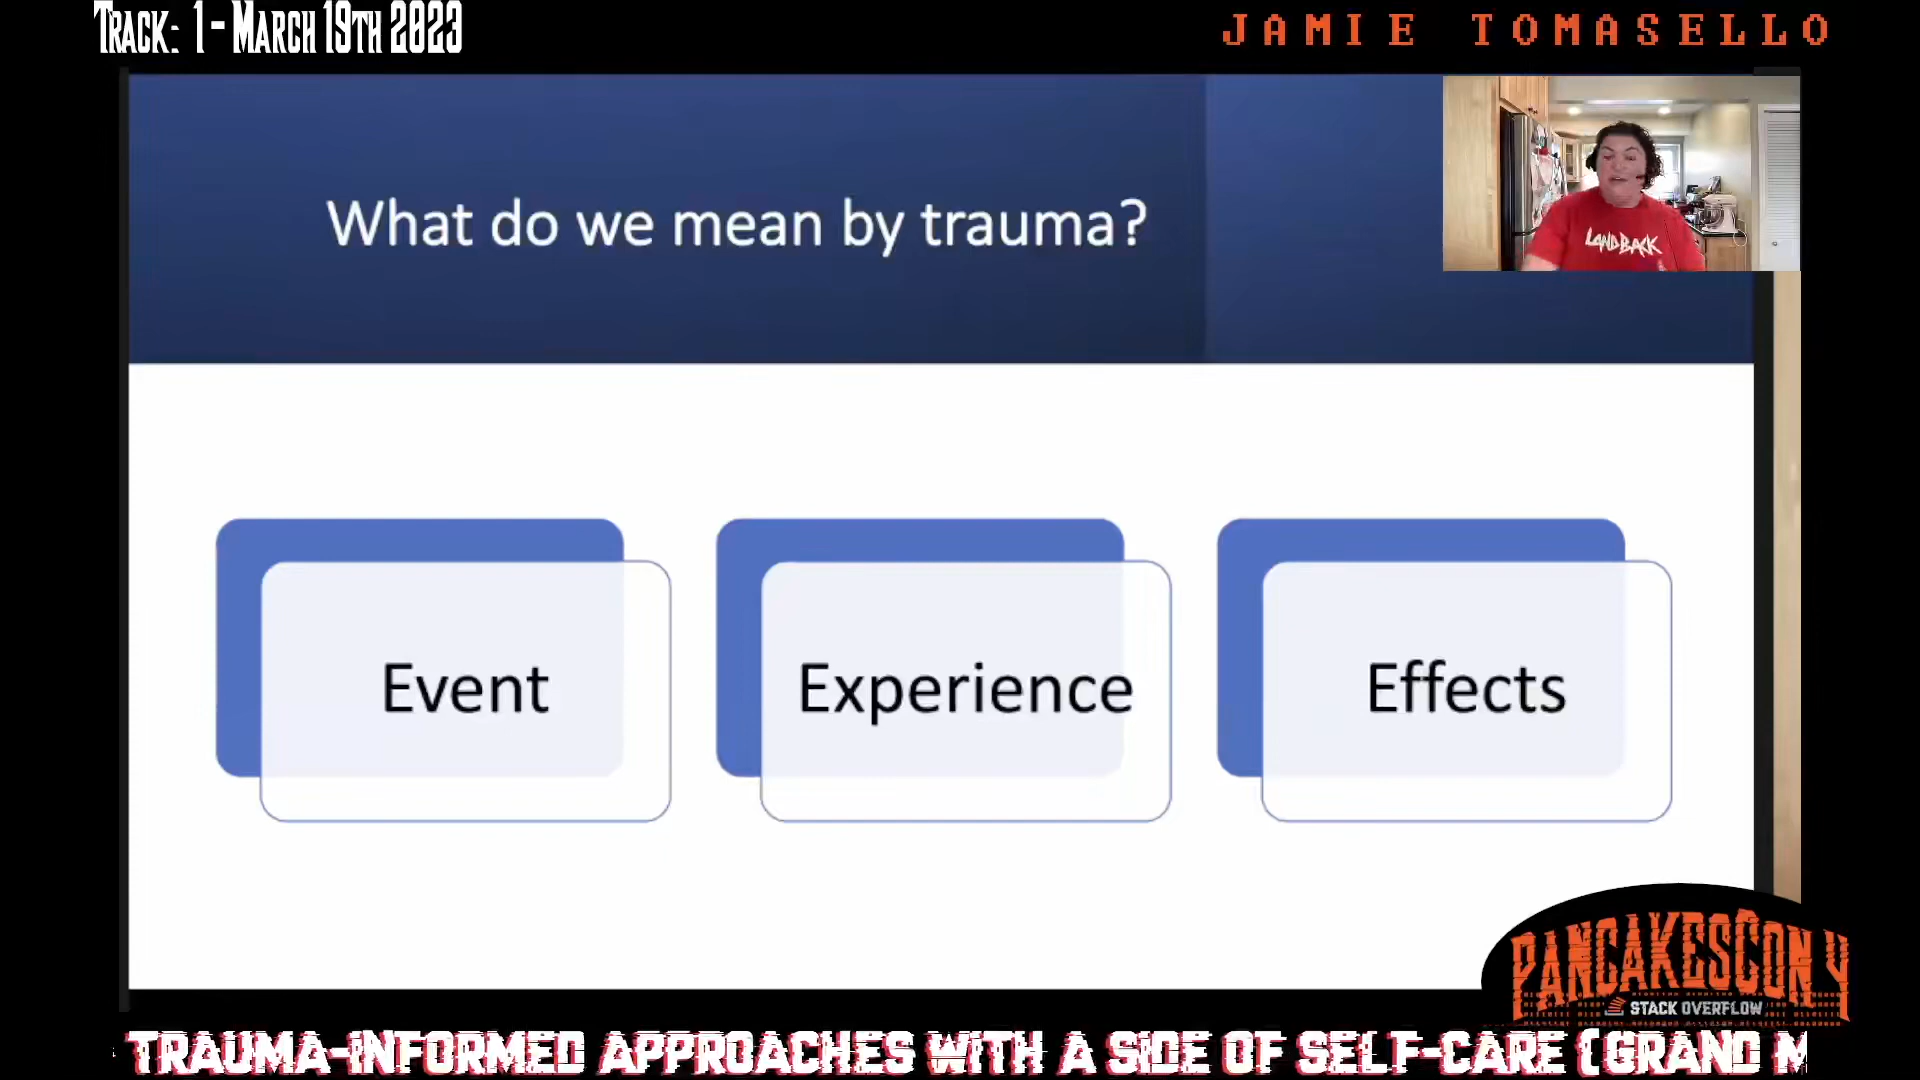 TRACK: 1 - MARCH 19TH 2023
JAMIE TOMASELLO
What do we mean by trauma?
LANDBACK
Event
Experience
Effects
PANCAKESCON 4
STACK OVERFLOW
TRAUMA-INFORMED APPROACHES WITH A SIDE OF SELF-CARE (GRAND M